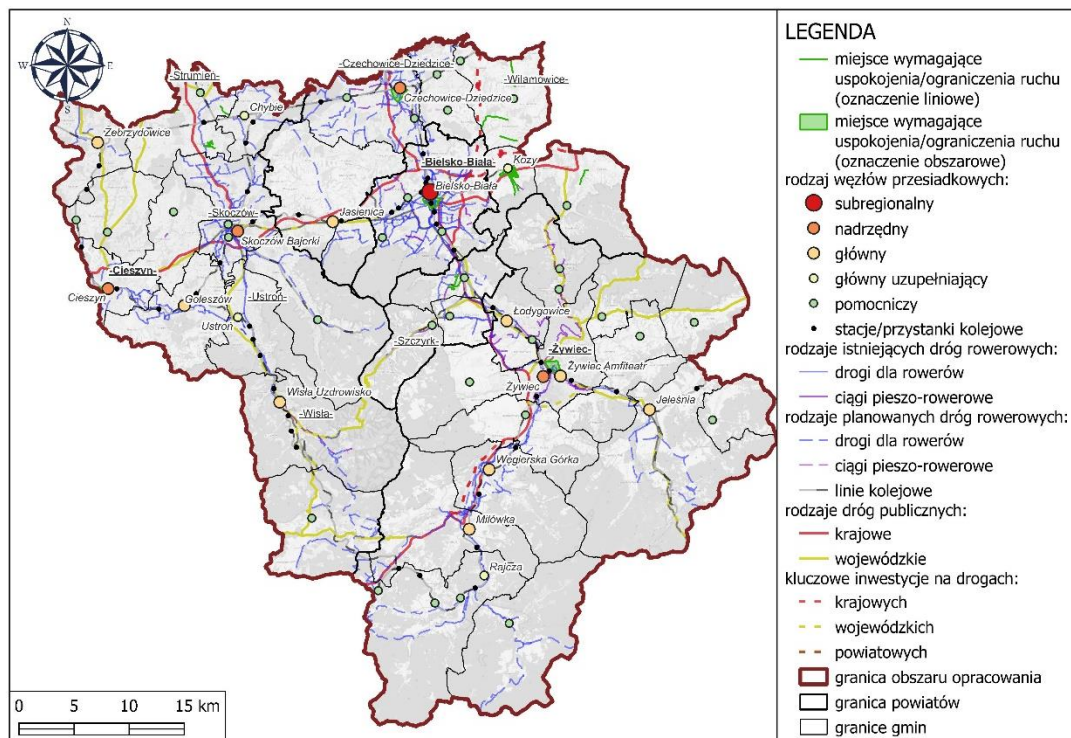 N
W
E
S
-Strumień-
-Czechowice-Dziedzice-
-Wilamowice-
Czechowice-Dziedzice
Chybie
Zebrzydowice
-Bielsko-Biała-
Kozy
Bielsko-Biała
-Skoczów-
Jasienica
Skoczów Bajorki
-Cieszyn-
Cieszyn
Goleszów
-Ustroń-
Ustroń
Łodygowice
-Szczyrk-
-Żywiec-
Żywiec Amfiteatr
Żywiec
Wisła Uzdrowisko
-Wisła-
Jeleśnia
Węgierska Górka
Milówka
Rajcza
0 5 10 15 km
LEGENDA
miejsce wymagające
uspokojenia/ograniczenia ruchu
(oznaczenie liniowe)
miejsce wymagające
uspokojenia/ograniczenia ruchu
(oznaczenie obszarowe)
rodzaj węzłów przesiadkowych:
subregionalny
nadrzędny
główny
główny uzupełniający
pomocniczy
stacje/przystanki kolejowe
rodzaje istniejących dróg rowerowych:
drogi dla rowerów
ciągi pieszo-rowerowe
rodzaje planowanych dróg rowerowych:
drogi dla rowerów
ciągi pieszo-rowerowe
linie kolejowe
rodzaje dróg publicznych:
krajowe
wojewódzkie
kluczowe inwestycje na drogach:
krajowych
wojewódzkich
powiatowych
granica obszaru opracowania
granica powiatów
granice gmin